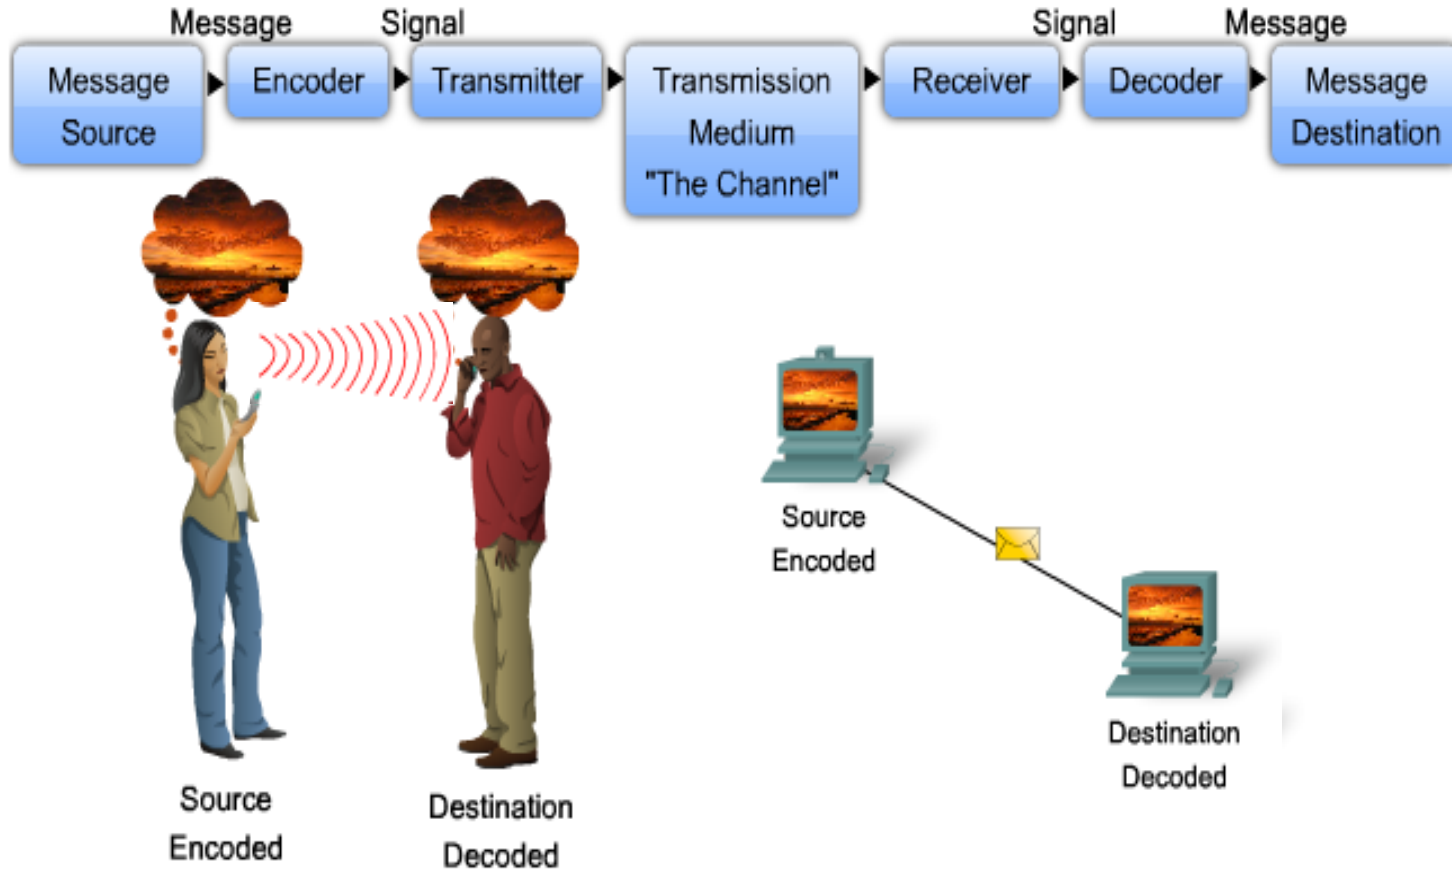 Message
Signal
Signal
Message
Message
Source
Encoder
Transmitter
Transmission
Medium
"The Channel"
Receiver
Decoder
Message
Destination
Source
Encoded
Destination
Decoded
Source
Encoded
Destination
Decoded